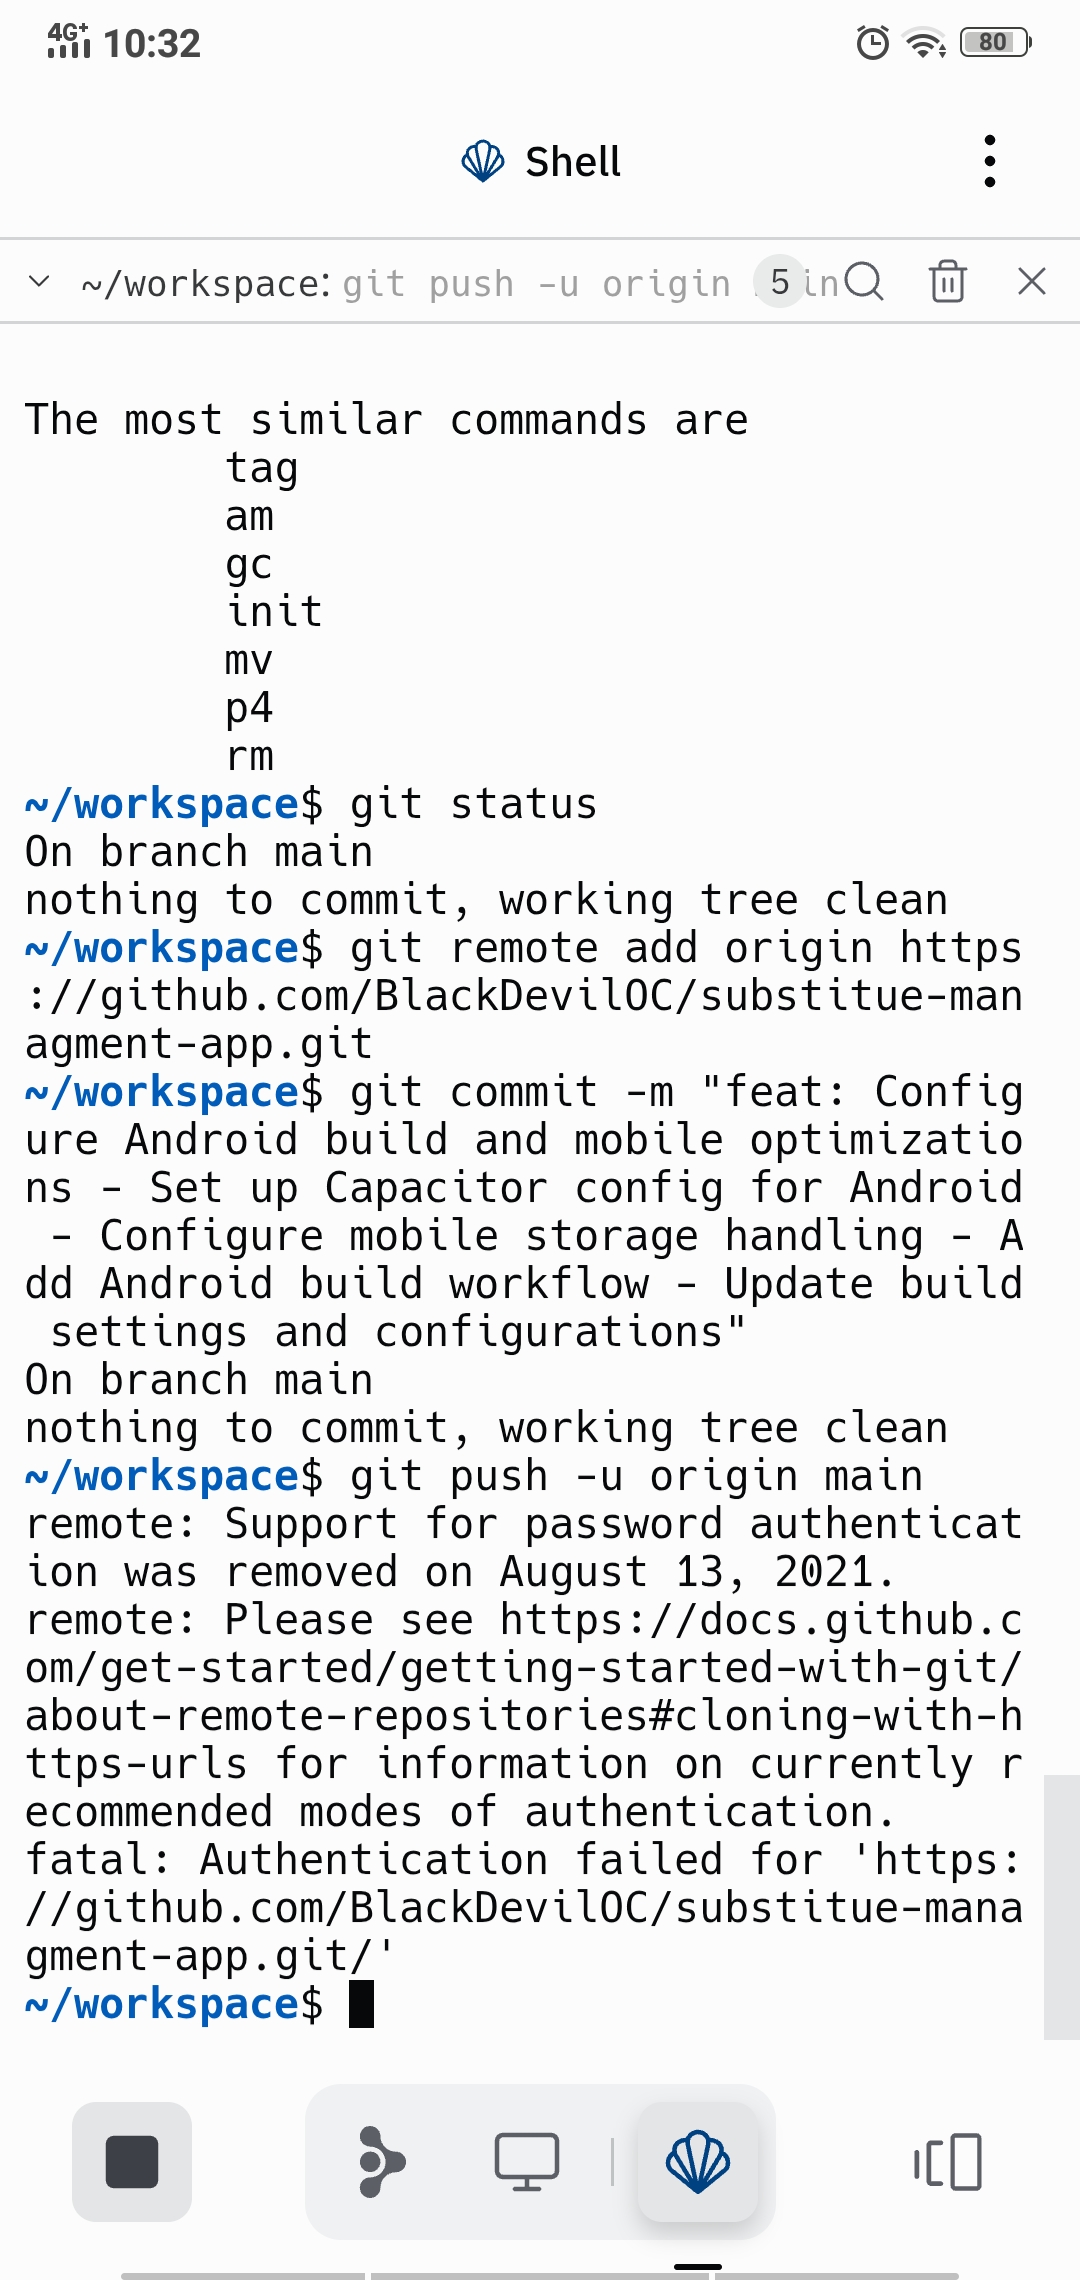 4G+ 10:32 80
Shell
~/workspace: git push -u origin 5 in
The most similar commands are
tag
am
gc
init
mv
p4
rm
~/workspace$ git status
On branch main
nothing to commit, working tree clean
~/workspace$ git remote add origin https
://github.com/BlackDevilOC/substitue-man
agment-app.git
~/workspace$ git commit -m "feat: Config
ure Android build and mobile optimizatio
ns - Set up Capacitor config for Android
 - Configure mobile storage handling - A
dd Android build workflow - Update build
 settings and configurations"
On branch main
nothing to commit, working tree clean
~/workspace$ git push -u origin main
remote: Support for password authenticat
ion was removed on August 13, 2021.
remote: Please see https://docs.github.c
om/get-started/getting-started-with-git/
about-remote-repositories#cloning-with-h
ttps-urls for information on currently r
ecommended modes of authentication.
fatal: Authentication failed for 'https:
//github.com/BlackDevilOC/substitue-mana
gment-app.git/'
~/workspace$